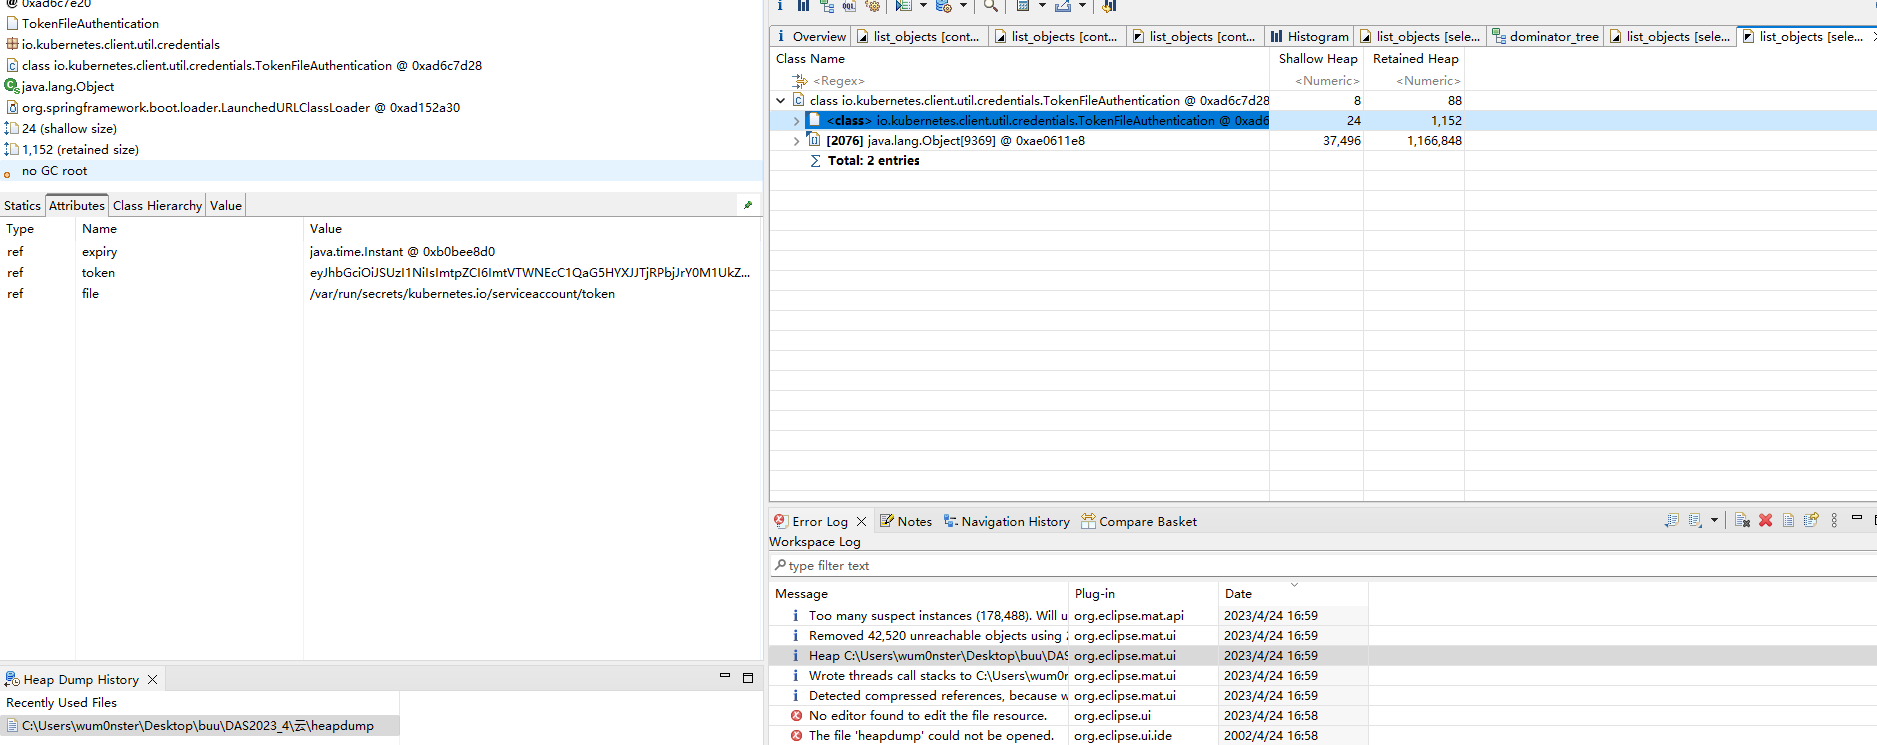 @ 0xad6c7e20
TokenFileAuthentication
io.kubernetes.client.util.credentials
class io.kubernetes.client.util.credentials.TokenFileAuthentication @ 0xad6c7d28
java.lang.Object
org.springframework.boot.loader.LaunchedURLClassLoader @ 0xad152a30
24 (shallow size)
1,152 (retained size)
no GC root
Statics Attributes Class Hierarchy Value
Type Name Value
ref expiry java.time.Instant @ 0xb0bee8d0
ref token eyJhbGciOiJSUzI1NiIsImtpZCI6ImtVTWNEcC1QaG5HYXJJTjRPbjJrY0M1UkZ...
ref file /var/run/secrets/kubernetes.io/serviceaccount/token
Heap Dump History
Recently Used Files
C:\Users\wum0nster\Desktop\buu\DAS2023_4\云\heapdump
Overview list_objects [cont... list_objects [cont... list_objects [cont... Histogram list_objects [sele... dominator_tree list_objects [sele... list_objects [sele...
Class Name Shallow Heap Retained Heap
<Regex> <Numeric> <Numeric>
class io.kubernetes.client.util.credentials.TokenFileAuthentication @ 0xad6c7d28 8 88
<class> io.kubernetes.client.util.credentials.TokenFileAuthentication @ 0xad6 24 1,152
[2076] java.lang.Object[9369] @ 0xae0611e8 37,496 1,166,848
Total: 2 entries
Error Log Notes Navigation History Compare Basket
Workspace Log
type filter text
Message Plug-in Date
Too many suspect instances (178,488). Will u org.eclipse.mat.api 2023/4/24 16:59
Removed 42,520 unreachable objects using org.eclipse.mat.ui 2023/4/24 16:59
Heap C:\Users\wum0nster\Desktop\buu\DAS org.eclipse.mat.ui 2023/4/24 16:59
Wrote threads call stacks to C:\Users\wum0n org.eclipse.mat.ui 2023/4/24 16:59
Detected compressed references, because w org.eclipse.mat.ui 2023/4/24 16:59
No editor found to edit the file resource. org.eclipse.ui 2023/4/24 16:58
The file 'heapdump' could not be opened. org.eclipse.ui.ide 2002/4/24 16:58